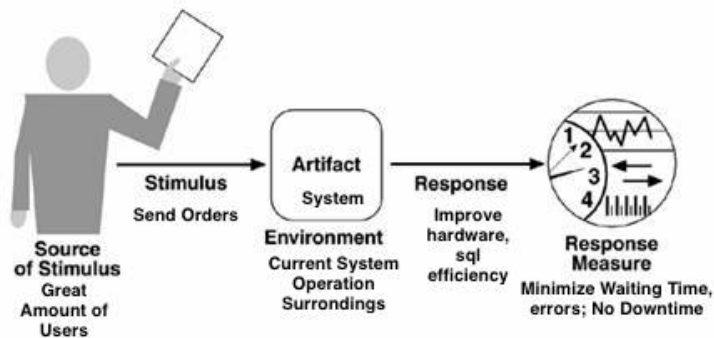 Source
of Stimulus
Great
Amount of
Users
Stimulus
Send Orders
Artifact
System
Environment
Current System
Operation
Surrondings
Response
Improve
hardware,
sql
efficiency
1
2
3
4
Response
Measure
Minimize Waiting Time,
errors; No Downtime